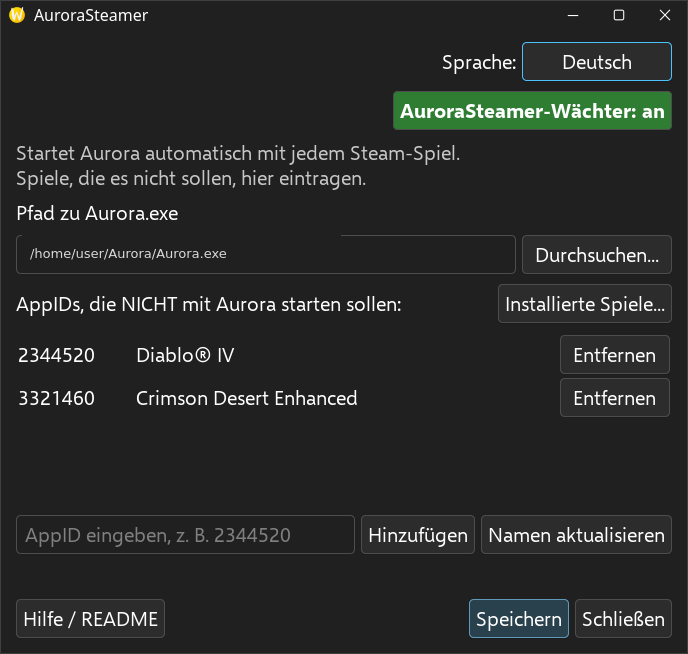 AuroraSteamer
Sprache: Deutsch
AuroraSteamer-Wächter: an
Startet Aurora automatisch mit jedem Steam-Spiel.
Spiele, die es nicht sollen, hier eintragen.
Pfad zu Aurora.exe
/home/user/Aurora/Aurora.exe Durchsuchen...
AppIDs, die NICHT mit Aurora starten sollen: Installierte Spiele...
2344520 Diablo® IV Entfernen
3321460 Crimson Desert Enhanced Entfernen
AppID eingeben, z. B. 2344520 Hinzufügen Namen aktualisieren
Hilfe / README Speichern Schließen